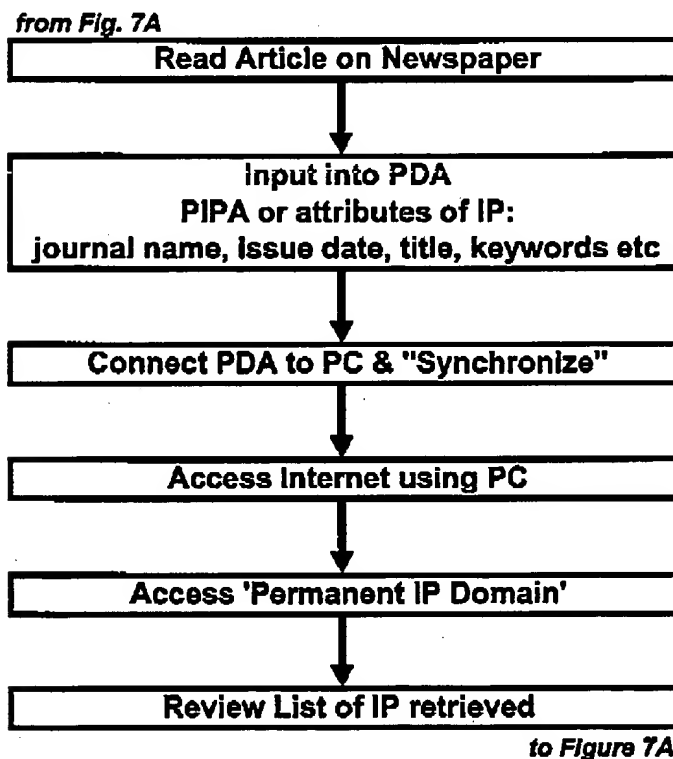 from Fig. 7A
Read Article on Newspaper
Input into PDA
PIPA or attributes of IP:
journal name, issue date, title, keywords etc
Connect PDA to PC & "Synchronize"
Access Internet using PC
Access 'Permanent IP Domain'
Review List of IP retrieved
to Figure 7A